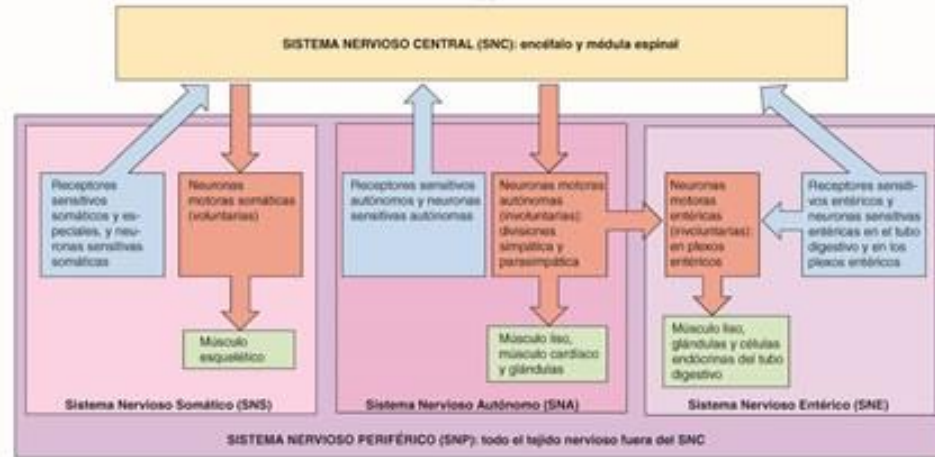 SISTEMA NERVIOSO CENTRAL (SNC): encéfalo y médula espinal
Receptores
sensitivos
somáticos y es-
peciales, y neu-
ronas sensitivas
somáticas
Neuronas
motoras somáticas
(voluntarias)
Músculo
esquelético
Sistema Nervioso Somático (SNS)
Receptores sensitivos
autónomos y neuronas
sensitivas autónomas
Neuronas motoras
autónomas
(involuntarias):
divisiones
simpática y
parasimpática
Músculo liso,
músculo cardíaco
y glándulas
Sistema Nervioso Autónomo (SNA)
Neuronas
motoras
entéricas
(involuntarias):
en plexos
entéricos
Receptores sensiti-
vos entéricos y
neuronas sensitivas
entéricas en el tubo
digestivo y en los
plexos entéricos
Músculo liso,
glándulas y células
endócrinas del tubo
digestivo
Sistema Nervioso Entérico (SNE)
SISTEMA NERVIOSO PERIFÉRICO (SNP): todo el tejido nervioso fuera del SNC